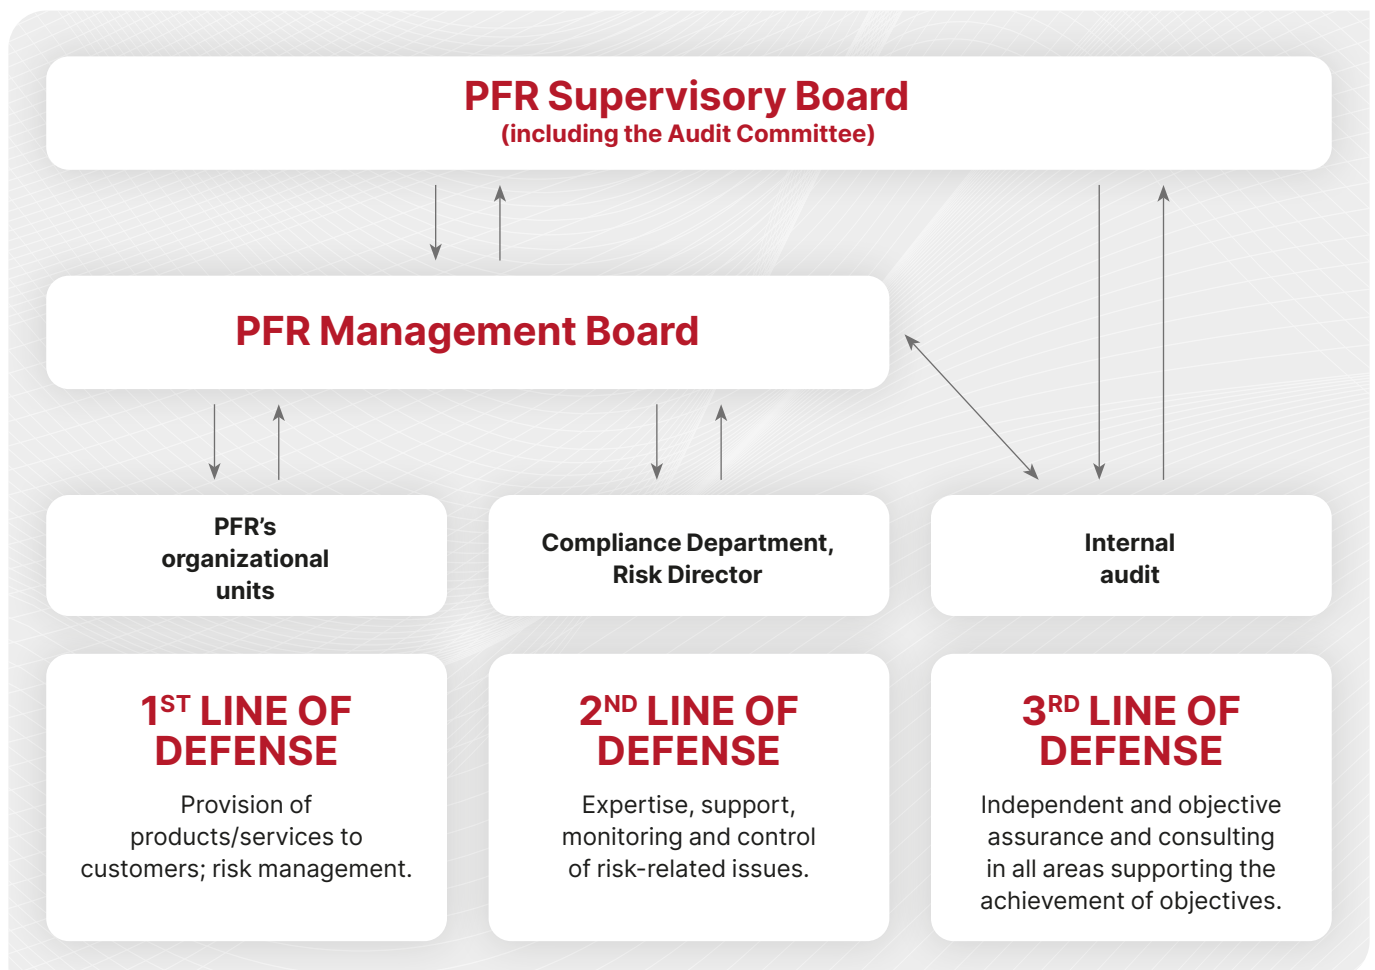 PFR Supervisory Board
(including the Audit Committee)
PFR Management Board
PFR’s
organizational
units
Compliance Department,
Risk Director
Internal
audit
1ST LINE OF
DEFENSE
Provision of
products/services to
customers; risk management.
2ND LINE OF
DEFENSE
Expertise, support,
monitoring and control
of risk-related issues.
3RD LINE OF
DEFENSE
Independent and objective
assurance and consulting
in all areas supporting the
achievement of objectives.